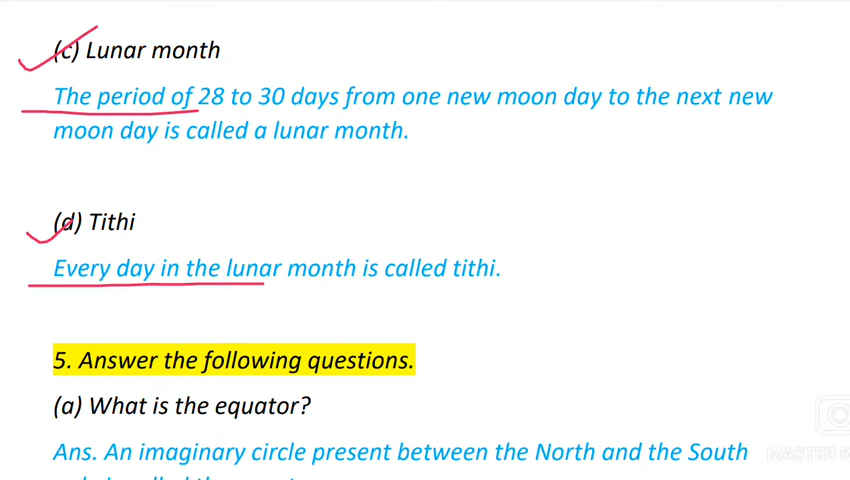 (c) Lunar month
The period of 28 to 30 days from one new moon day to the next new
moon day is called a lunar month.
(d) Tithi
Every day in the lunar month is called tithi.
5. Answer the following questions.
(a) What is the equator?
Ans. An imaginary circle present between the North and the South
MASTER